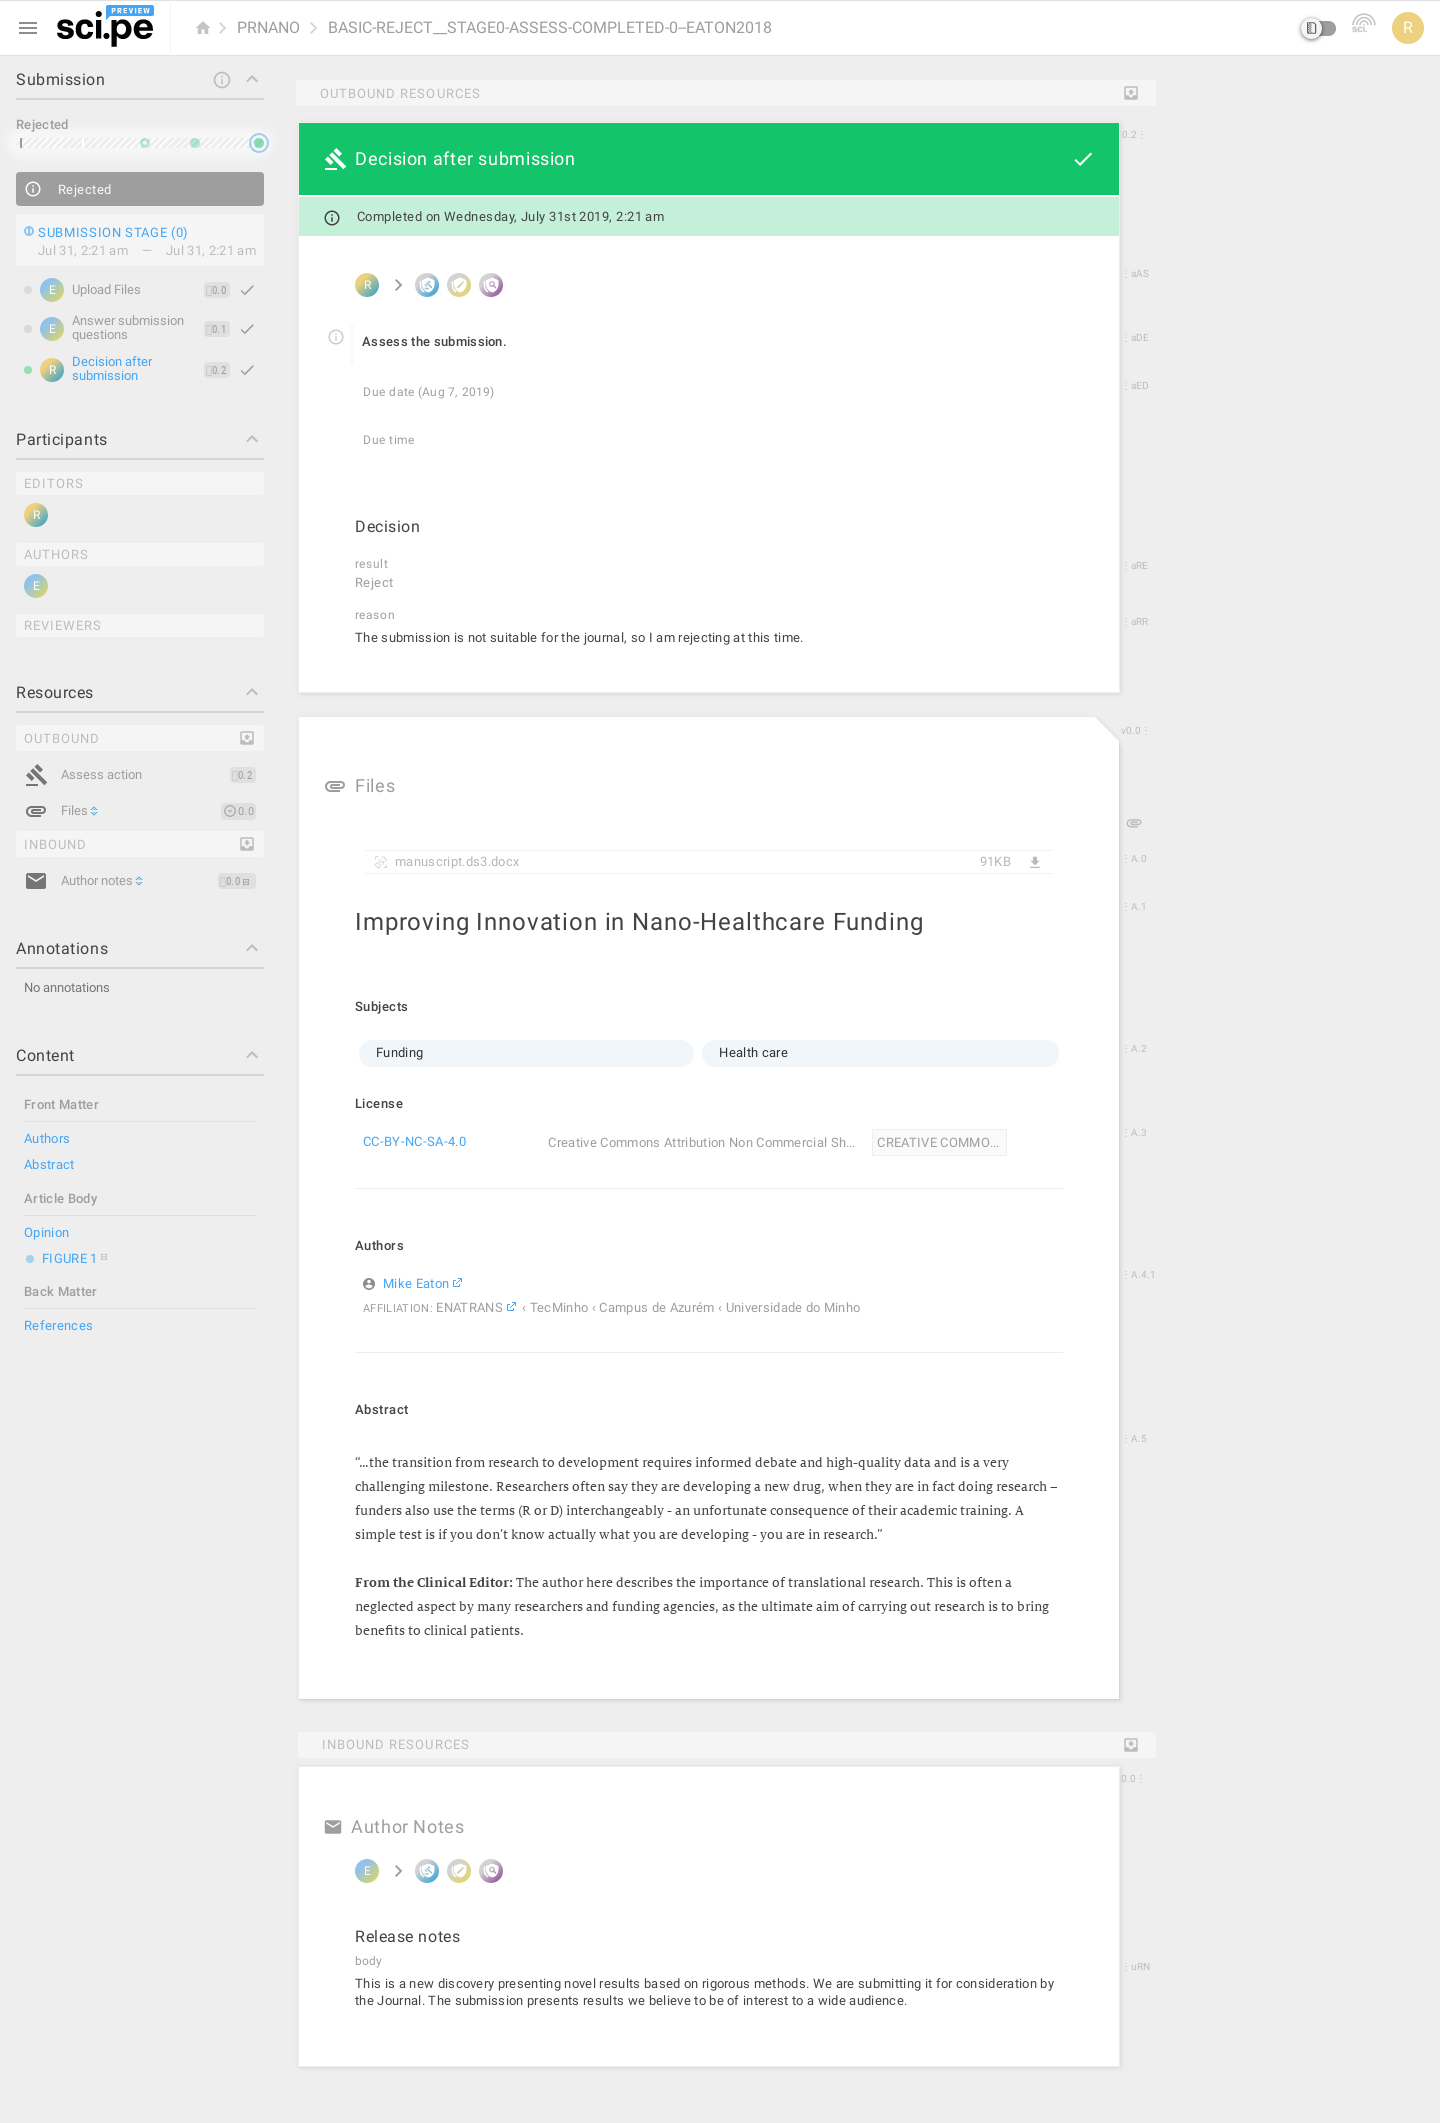 sci.pe
PREVIEW
PRNANO
BASIC-REJECT__STAGE0-ASSESS-COMPLETED-0--EATON2018
sci.
R
Submission
Rejected
Rejected
SUBMISSION STAGE (0)
Jul 31, 2:21 am — Jul 31, 2:21 am
E Upload Files 0.0
E Answer submission questions 0.1
R Decision after submission 0.2
Participants
EDITORS
R
AUTHORS
E
REVIEWERS
Resources
OUTBOUND
Assess action 0.2
Files 0.0
INBOUND
Author notes 0.0
Annotations
No annotations
Content
Front Matter
Authors
Abstract
Article Body
Opinion
FIGURE 1
Back Matter
References
OUTBOUND RESOURCES
Decision after submission
0.2
Completed on Wednesday, July 31st 2019, 2:21 am
R
aAS
Assess the submission.
aDE
Due date (Aug 7, 2019)
aED
Due time
Decision
result
aRE
Reject
reason
aRR
The submission is not suitable for the journal, so I am rejecting at this time.
v0.0
Files
manuscript.ds3.docx 91KB
A.0
A.1
Improving Innovation in Nano-Healthcare Funding
Subjects
A.2
Funding
Health care
License
A.3
CC-BY-NC-SA-4.0 Creative Commons Attribution Non Commercial Sh... CREATIVE COMMO...
Authors
Mike Eaton
A.4.1
AFFILIATION: ENATRANS ‹ TecMinho ‹ Campus de Azurém ‹ Universidade do Minho
Abstract
A.5
“...the transition from research to development requires informed debate and high-quality data and is a very
challenging milestone. Researchers often say they are developing a new drug, when they are in fact doing research –
funders also use the terms (R or D) interchangeably - an unfortunate consequence of their academic training. A
simple test is if you don’t know actually what you are developing - you are in research.”
From the Clinical Editor: The author here describes the importance of translational research. This is often a
neglected aspect by many researchers and funding agencies, as the ultimate aim of carrying out research is to bring
benefits to clinical patients.
INBOUND RESOURCES
0.0
Author Notes
E
Release notes
body
uRN
This is a new discovery presenting novel results based on rigorous methods. We are submitting it for consideration by
the Journal. The submission presents results we believe to be of interest to a wide audience.